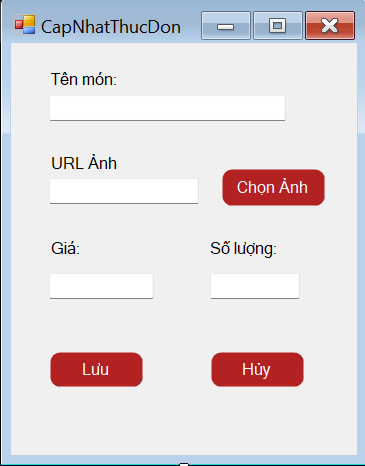 CapNhatThucDon
Tên món:
URL Ảnh
Chọn Ảnh
Giá:
Số lượng:
Lưu
Hủy